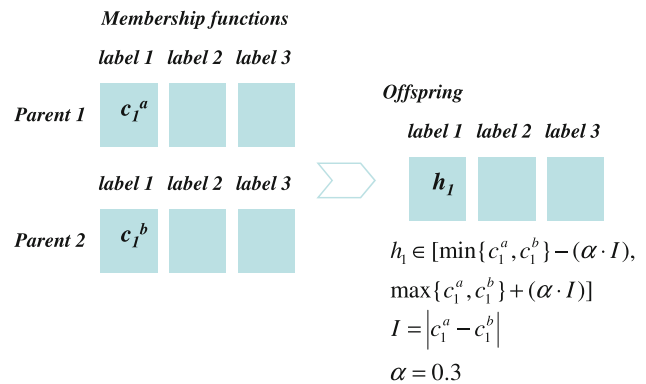 Membership functions
label 1 label 2 label 3
Parent 1
c₁ᵃ
label 1 label 2 label 3
Parent 2
c₁ᵇ
Offspring
label 1 label 2 label 3
h₁
h₁ ∈ [min{c₁ᵃ, c₁ᵇ} − (α · I),
max{c₁ᵃ, c₁ᵇ} + (α · I)]
I = |c₁ᵃ − c₁ᵇ|
α = 0.3